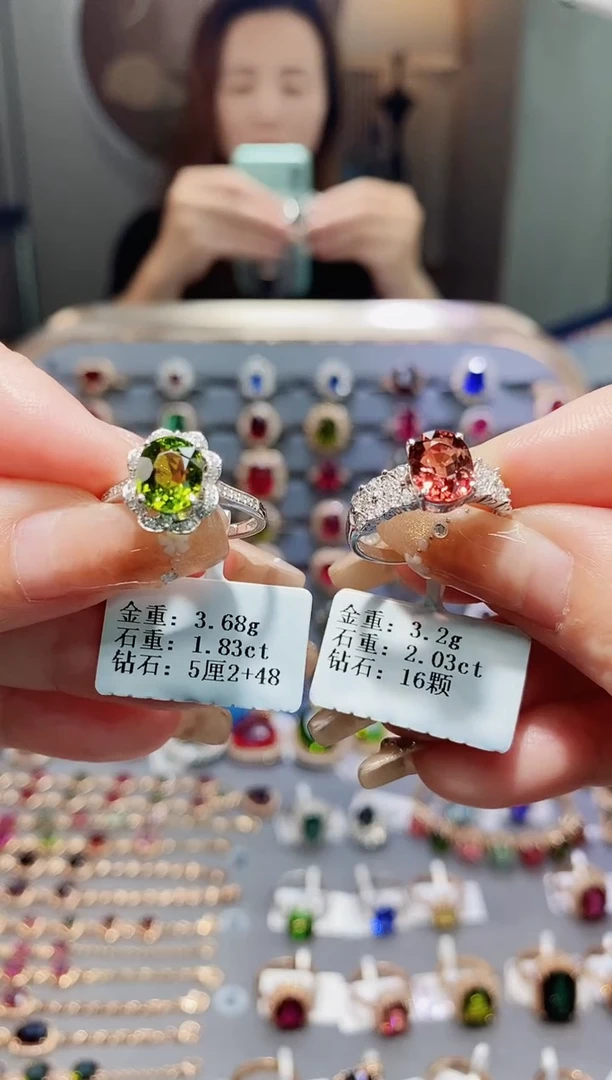 金重：3.68g
石重：1.83ct
钻石：5厘2+48
金重：3.2g
石重：2.03ct
钻石：16颗